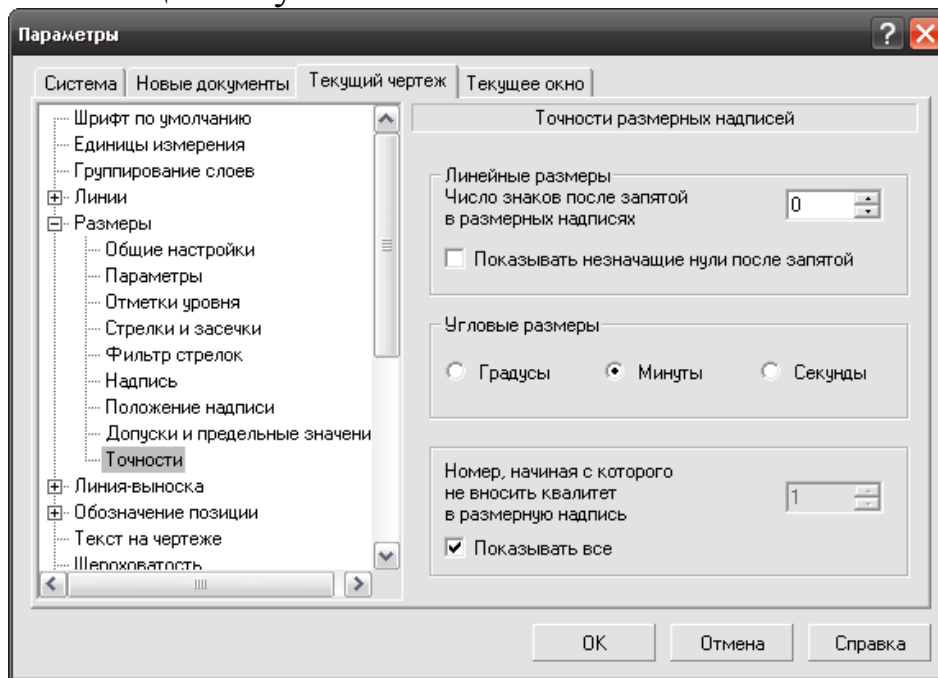 Параметры
Система Новые документы Текущий чертеж Текущее окно
Шрифт по умолчанию
Единицы измерения
Группирование слоев
Линии
Размеры
Общие настройки
Параметры
Отметки уровня
Стрелки и засечки
Фильтр стрелок
Надпись
Положение надписи
Допуски и предельные значени
Точности
Линия-выноска
Обозначение позиции
Текст на чертеже
Шероховатость
Точности размерных надписей
Линейные размеры
Число знаков после запятой
в размерных надписях
0
Показывать незначащие нули после запятой
Угловые размеры
Градусы Минуты Секунды
Номер, начиная с которого
не вносить квалитет
в размерную надпись
1
Показывать все
OK Отмена Справка